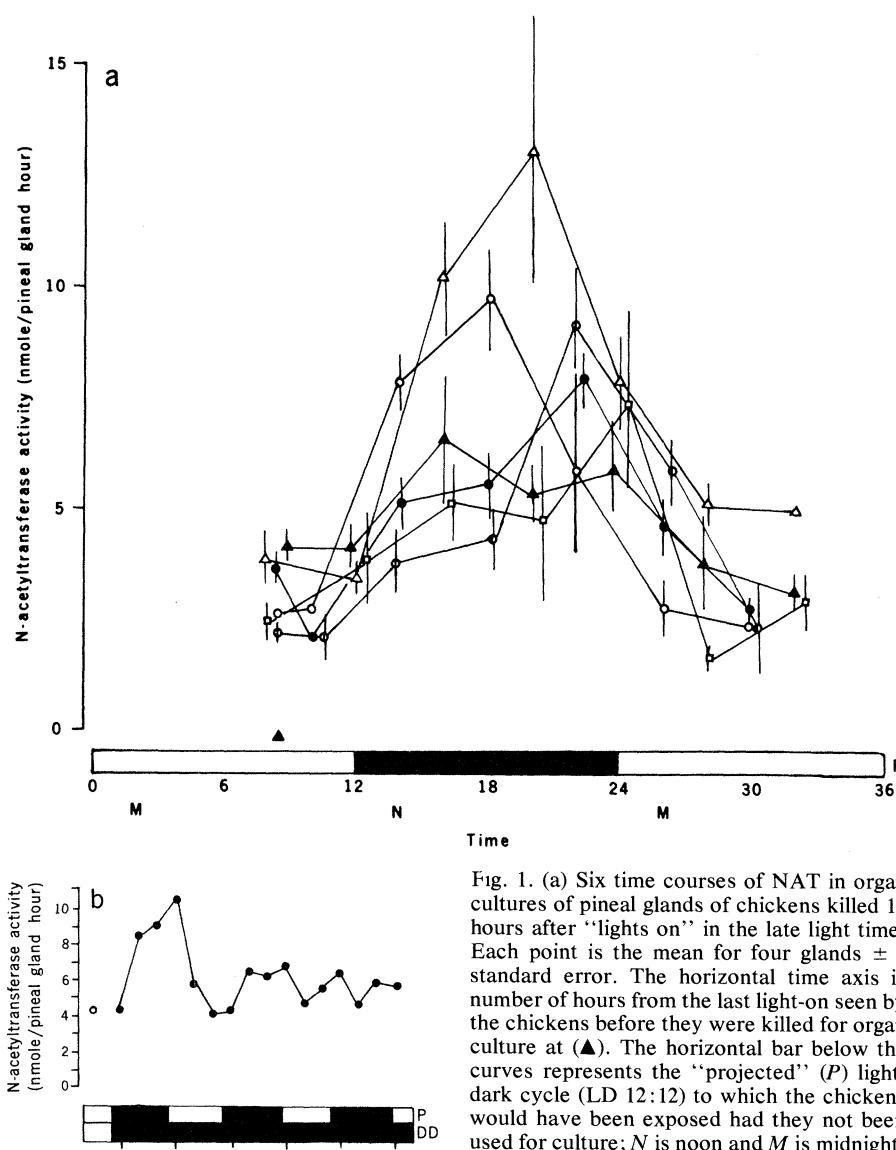 15
a
10
5
0
N-acetyltransferase activity (nmole/pineal gland hour)
0 6 12 18 24 30 36
M N M
Time
b
10
8
6
4
2
0
N-acetyltransferase activity
(nmole/pineal gland hour)
P
DD
Fig. 1. (a) Six time courses of NAT in orga
cultures of pineal glands of chickens killed 1
hours after “lights on” in the late light time
Each point is the mean for four glands ±
standard error. The horizontal time axis i
number of hours from the last light-on seen b
the chickens before they were killed for orga
culture at (▲). The horizontal bar below th
curves represents the “projected” (P) light
dark cycle (LD 12:12) to which the chicken
would have been exposed had they not been
used for culture; N is noon and M is midnight